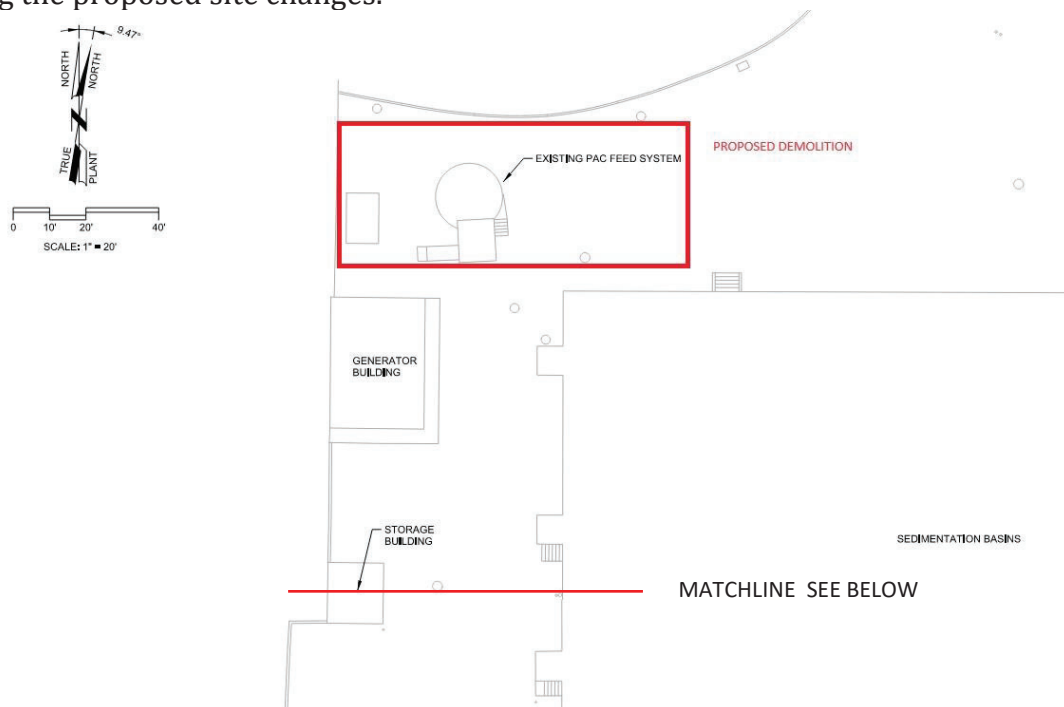 g the proposed site changes.
9.47°
NORTH
NORTH
TRUE
PLANT
0 10' 20' 40'
SCALE: 1" = 20'
EXISTING PAC FEED SYSTEM
PROPOSED DEMOLITION
GENERATOR
BUILDING
STORAGE
BUILDING
SEDIMENTATION BASINS
MATCHLINE SEE BELOW